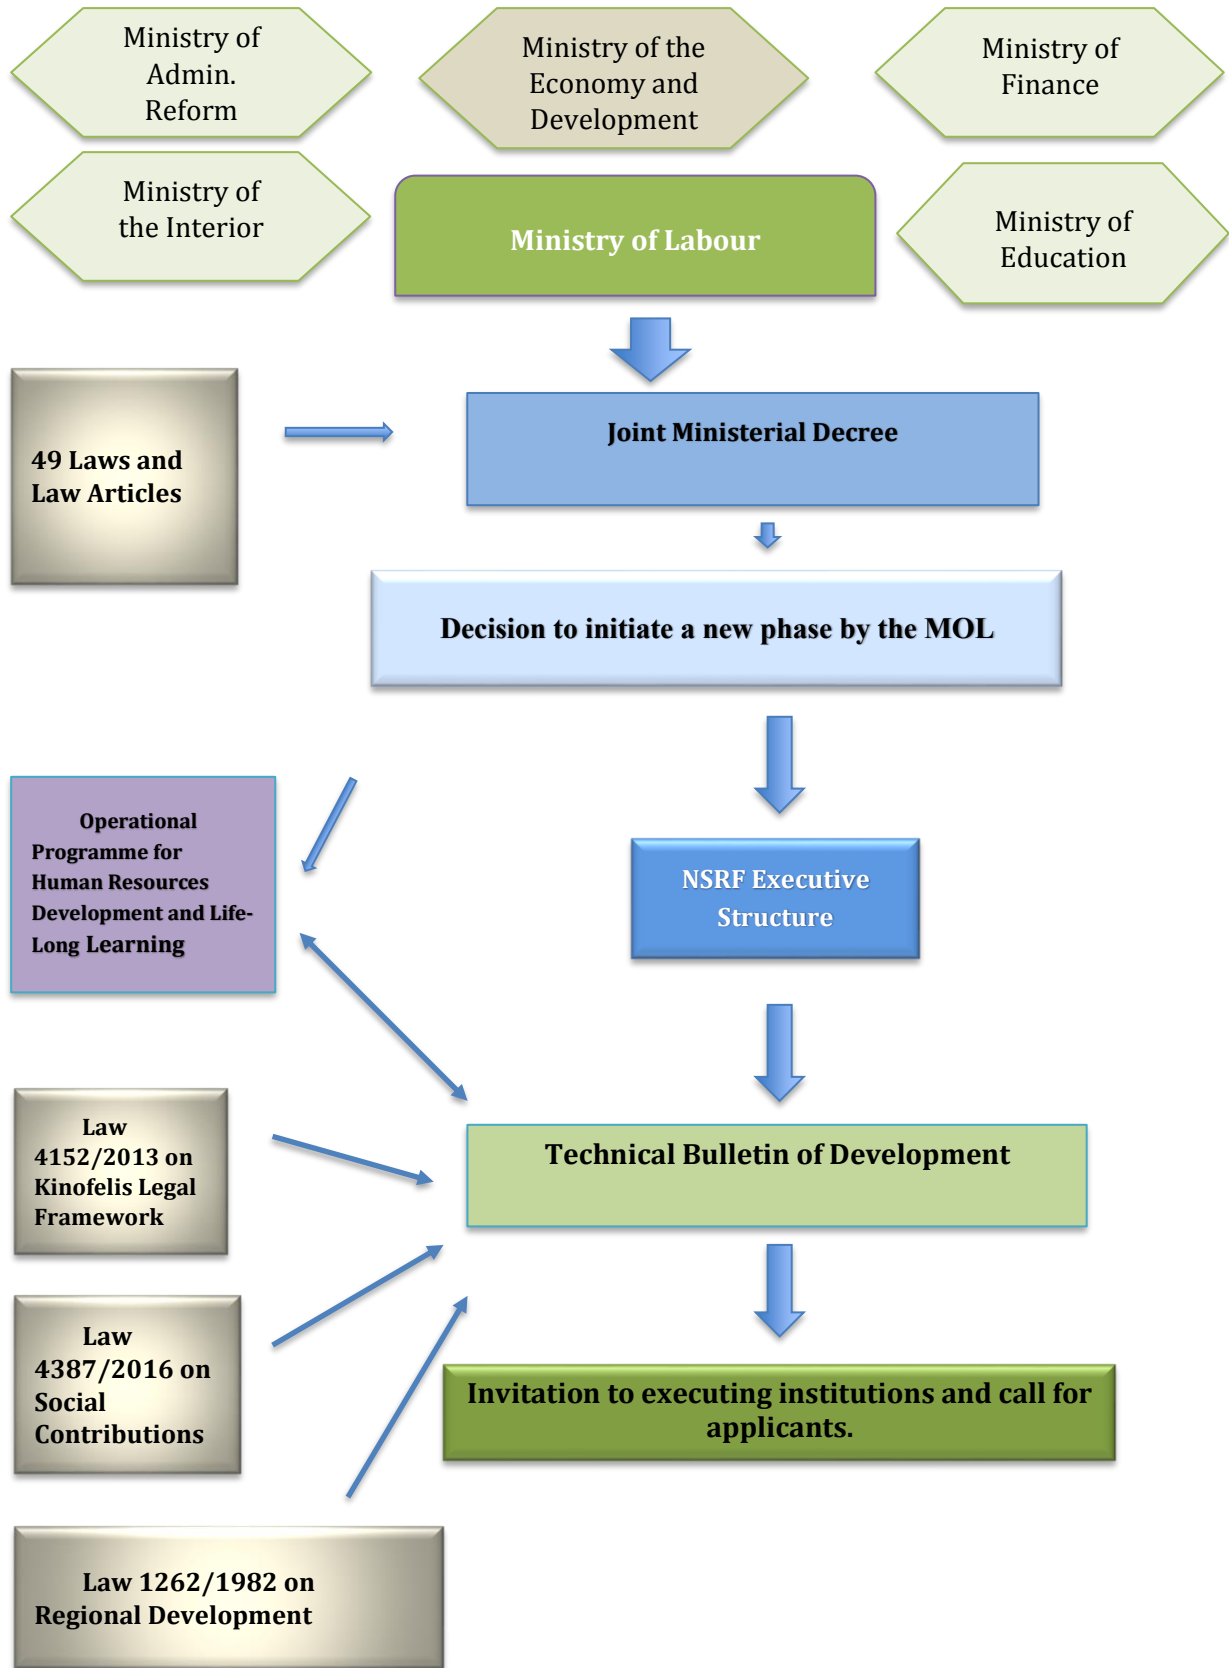 Ministry of
Admin.
Reform
Ministry of the
Economy and
Development
Ministry of
Finance
Ministry of
the Interior
Ministry of Labour
Ministry of
Education
49 Laws and
Law Articles
Joint Ministerial Decree
Decision to initiate a new phase by the MOL
Operational
Programme for
Human Resources
Development and Life-
Long Learning
NSRF Executive
Structure
Law
4152/2013 on
Kinofelis Legal
Framework
Technical Bulletin of Development
Law
4387/2016 on
Social
Contributions
Invitation to executing institutions and call for
applicants.
Law 1262/1982 on
Regional Development